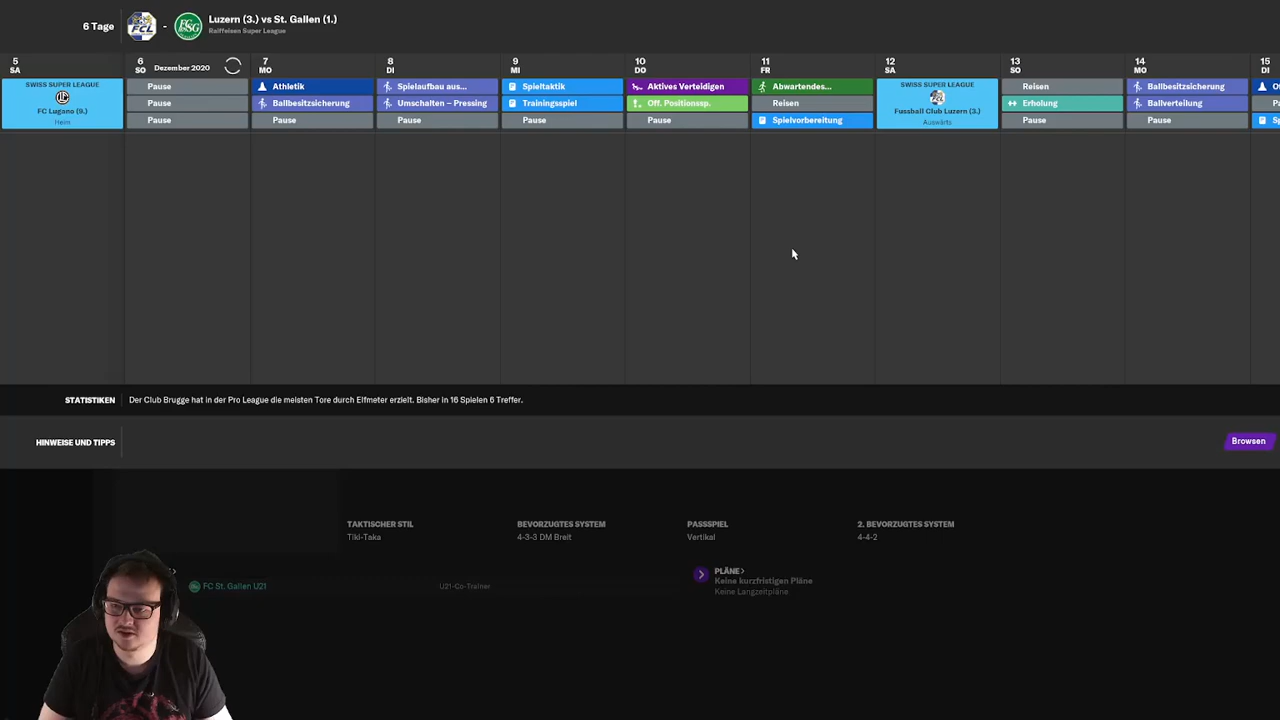 6 Tage
FCL
-
FCSG
Luzern (3.) vs St. Gallen (1.)
Raiffeisen Super League
5
SA
6
SO
Dezember 2020
7
MO
8
DI
9
MI
10
DO
11
FR
12
SA
13
SO
14
MO
15
DI
SWISS SUPER LEAGUE
FC Lugano (9.)
Heim
Pause
Pause
Pause
Athletik
Ballbesitzsicherung
Pause
Spielaufbau aus...
Umschalten – Pressing
Pause
Spieltaktik
Trainingsspiel
Pause
Aktives Verteidigen
Off. Positionssp.
Pause
Abwartendes...
Reisen
Spielvorbereitung
SWISS SUPER LEAGUE
Fussball Club Luzern (3.)
Auswärts
Reisen
Erholung
Pause
Ballbesitzsicherung
Ballverteilung
Pause
STATISTIKEN
Der Club Brugge hat in der Pro League die meisten Tore durch Elfmeter erzielt. Bisher in 16 Spielen 6 Treffer.
HINWEISE UND TIPPS
Browsen
TAKTISCHER STIL
Tiki-Taka
BEVORZUGTES SYSTEM
4-3-3 DM Breit
PASSSPIEL
Vertikal
2. BEVORZUGTES SYSTEM
4-4-2
FC St. Gallen U21
U21-Co-Trainer
PLÄNE>
Keine kurzfristigen Pläne
Keine Langzeitpläne